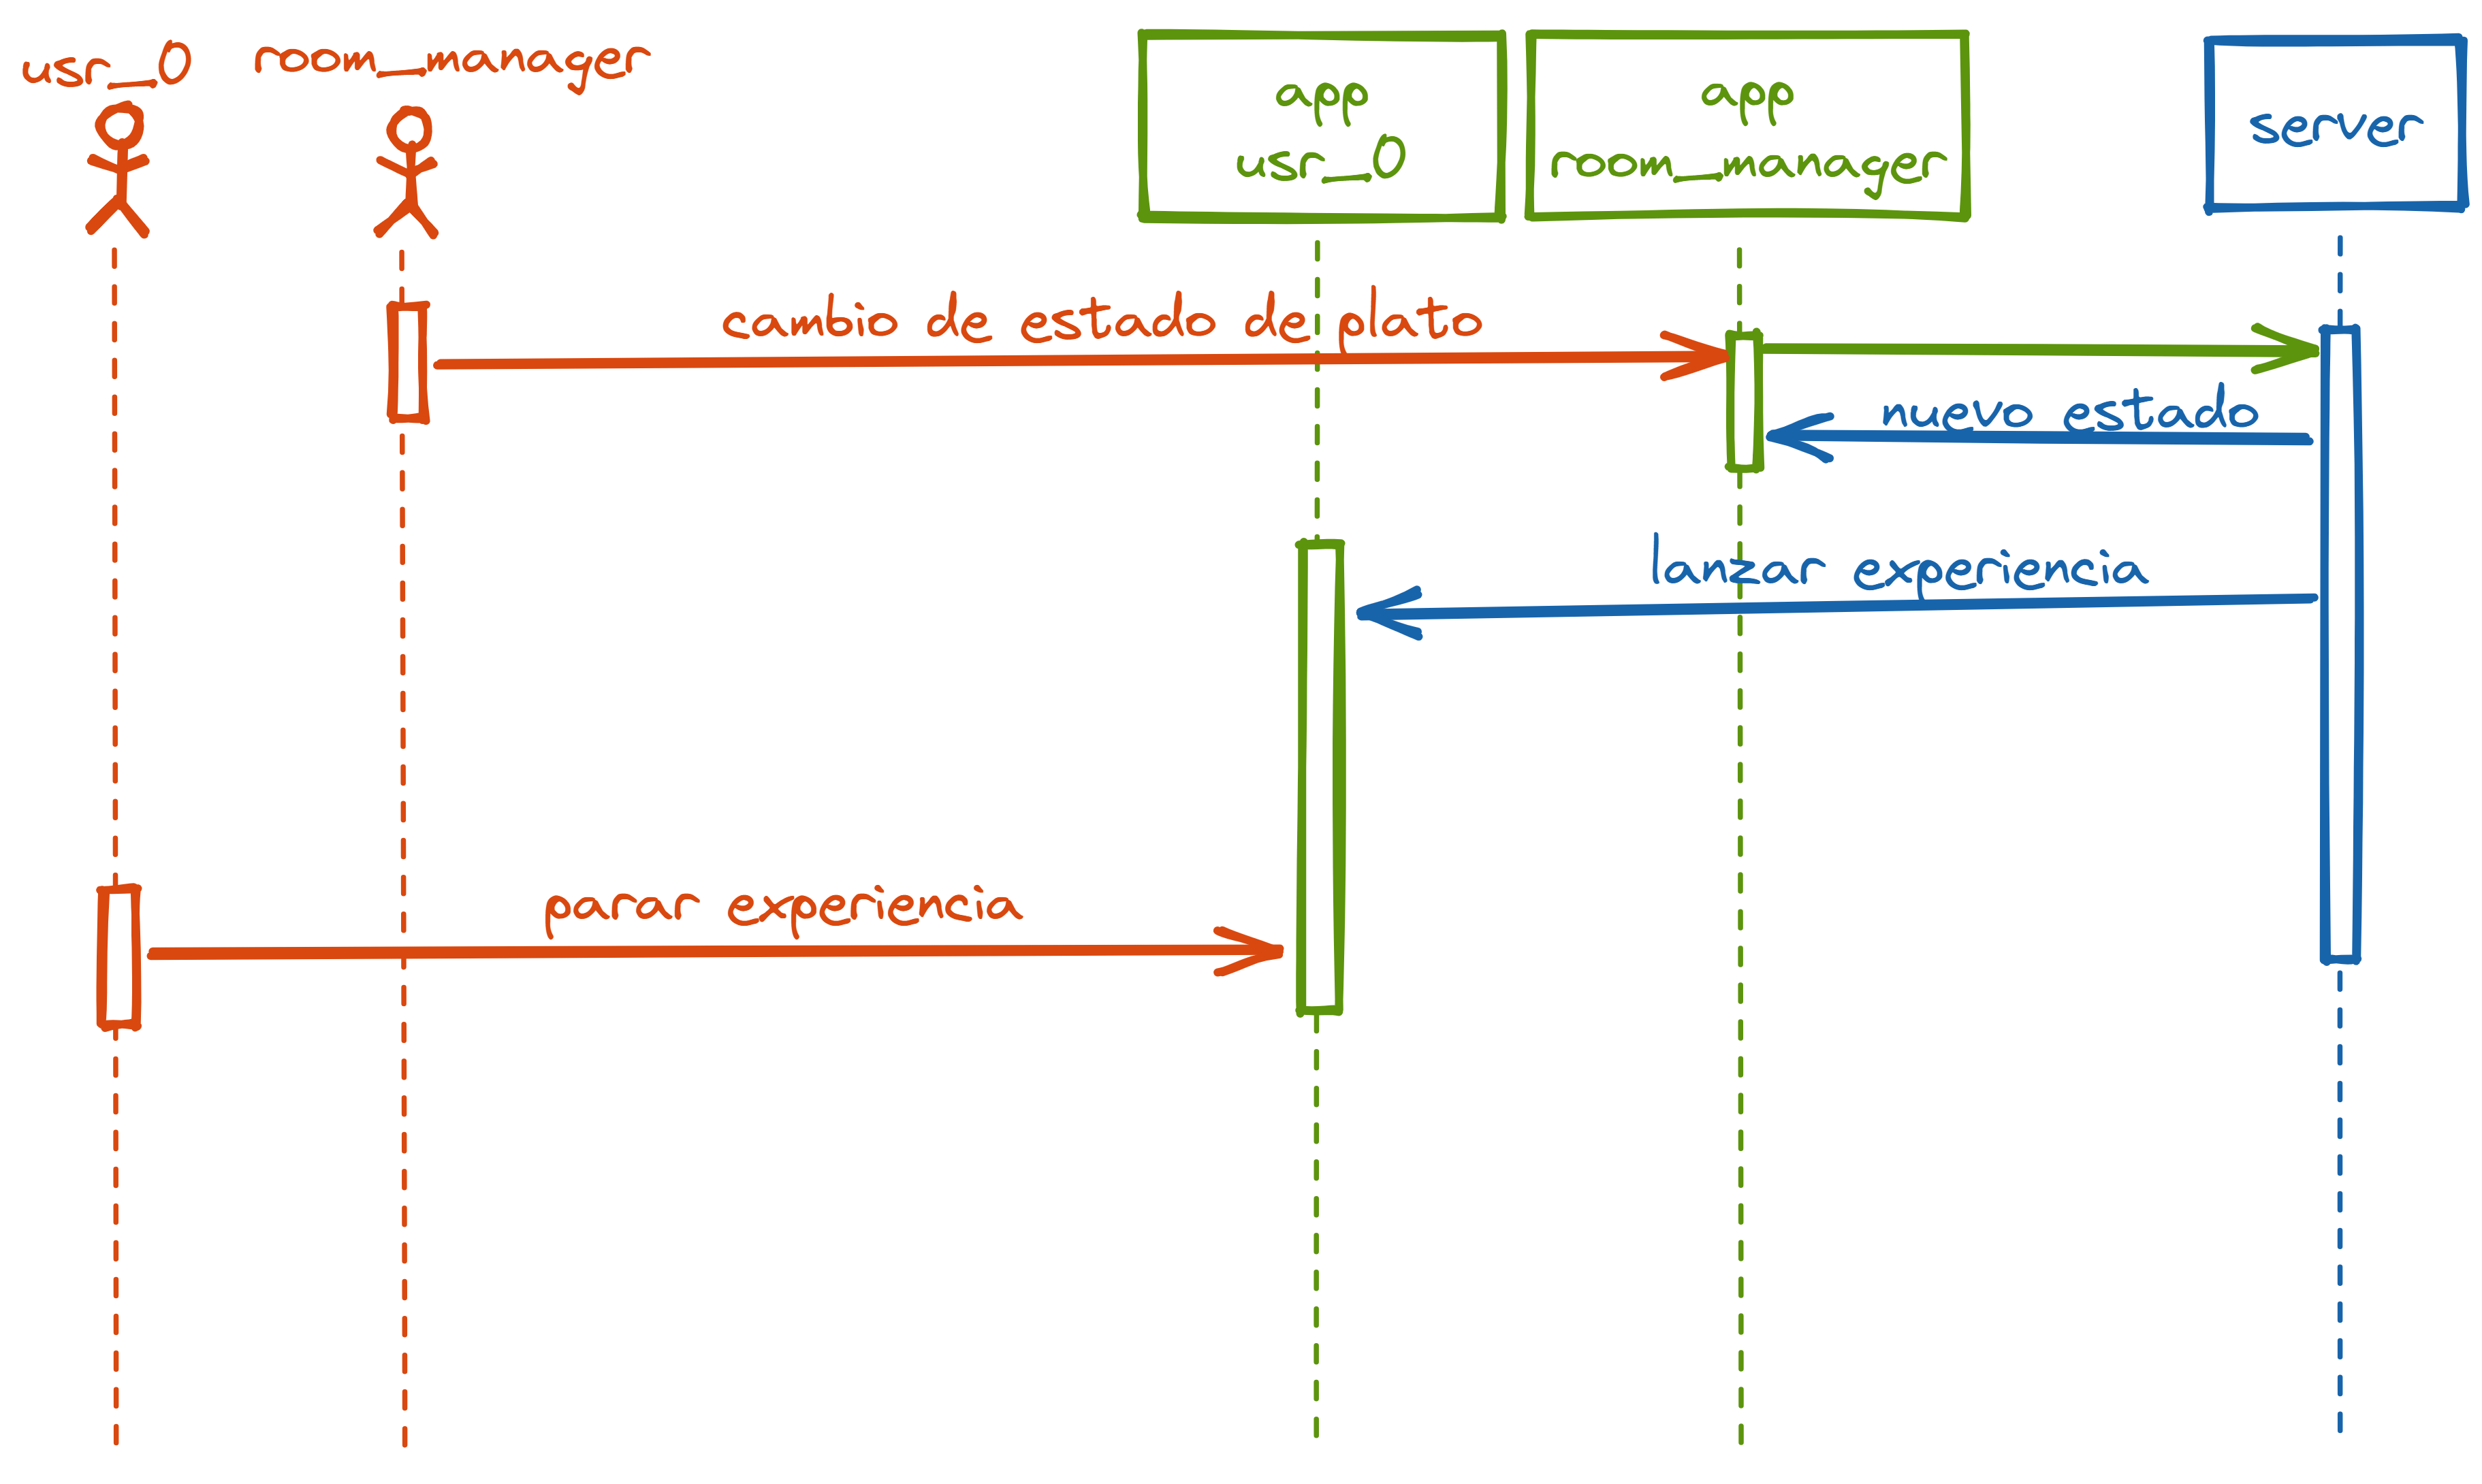 usr_0
room_manager
app
usr_0
app
room_manager
server
cambio de estado de plato
nuevo estado
lanzar experiencia
parar experiencia